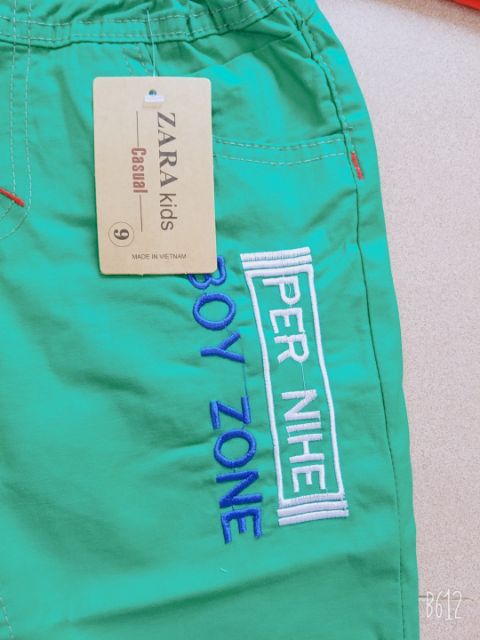 ZARA kids
Casual
9
MADE IN VIETNAM
PER NIHE
BOY ZONE
B612